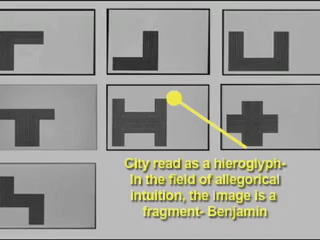 City read as a hieroglyph-
In the field of allegorical
intuition, the image is a
fragment- Benjamin